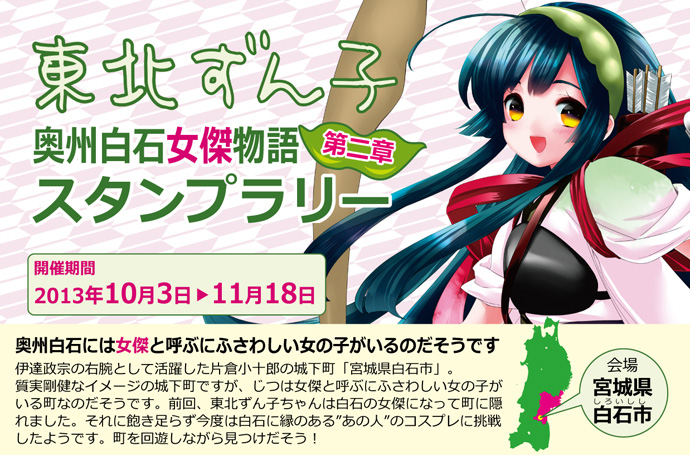 東北ずん子
奥州白石女傑物語 第二章
スタンプラリー
開催期間
2013年10月3日▶11月18日
奥州白石には女傑と呼ぶにふさわしい女の子がいるのだそうです
伊達政宗の右腕として活躍した片倉小十郎の城下町「宮城県白石市」。
質実剛健なイメージの城下町ですが、じつは女傑と呼ぶにふさわしい女の子が
いる町なのだそうです。前回、東北ずん子ちゃんは白石の女傑になって町に隠
れました。それに飽き足らず今度は白石に縁のある”あの人”のコスプレに挑戦
したようです。町を回遊しながら見つけだそう！
会場
宮城県
しろいしし
白石市